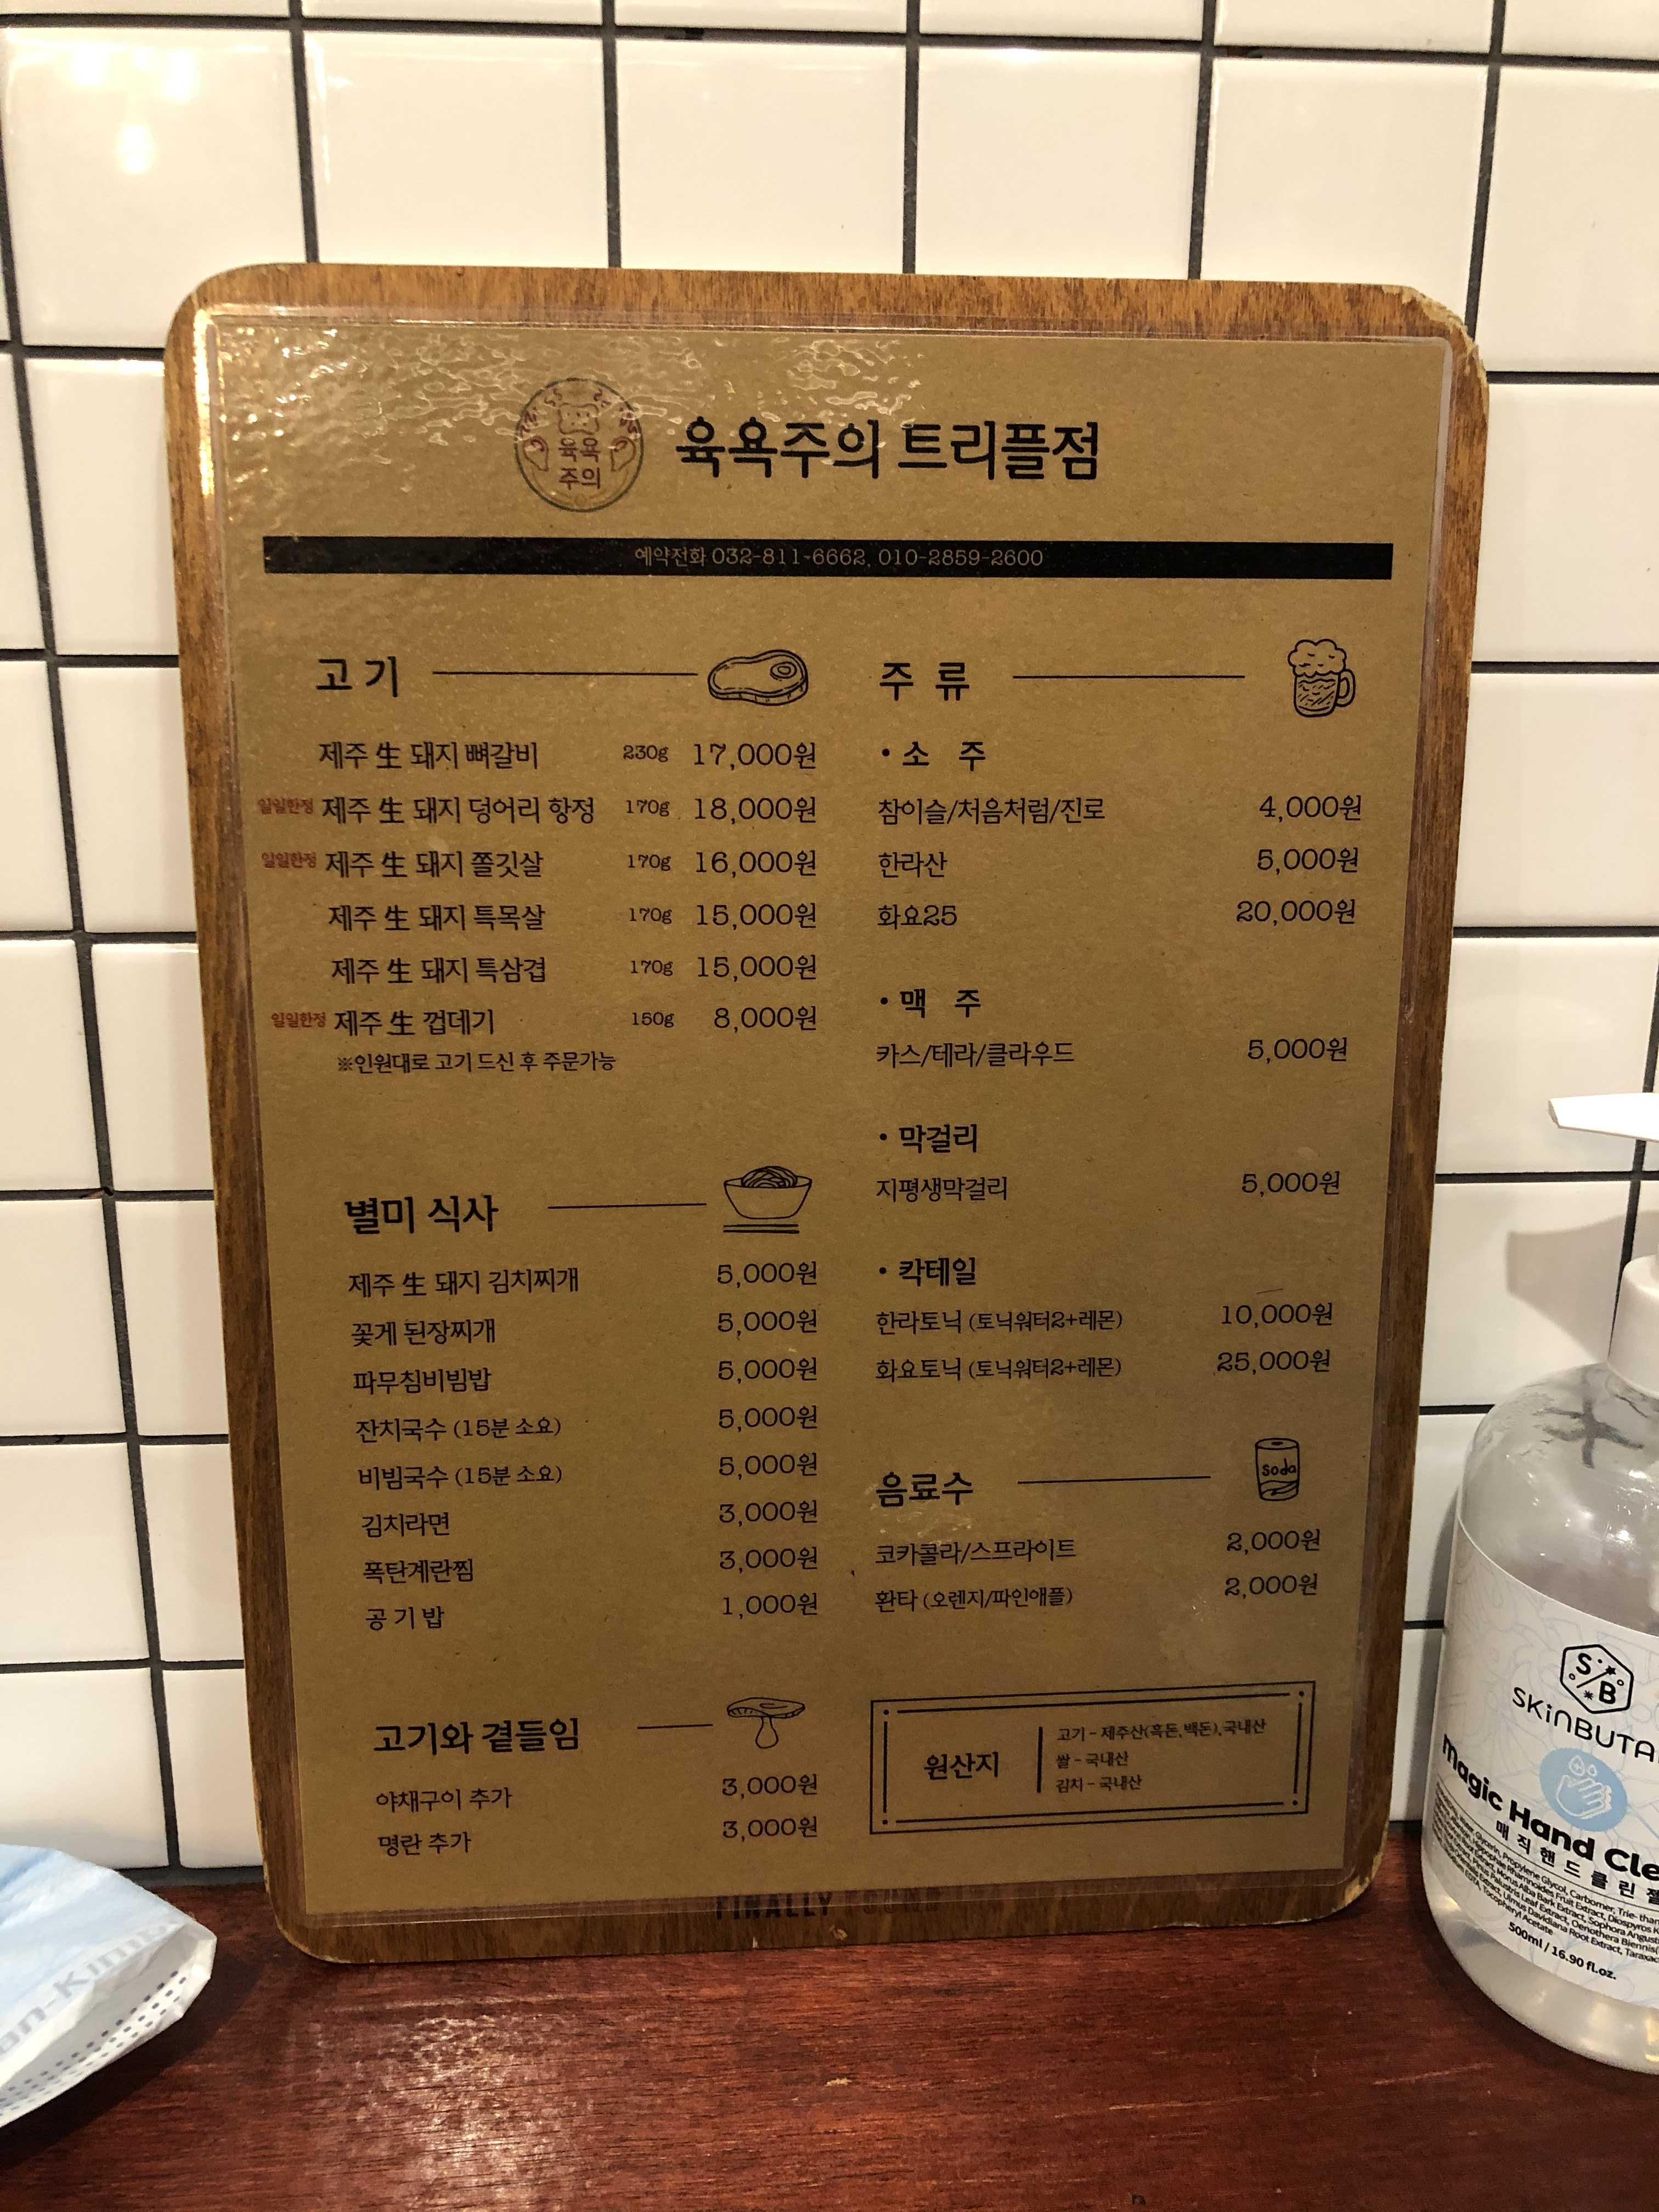 육욕
주의
육욕주의 트리플점
예약전화 032-811-6662, 010-2859-2600
고기
제주 生 돼지 뼈갈비 230g 17,000원
일일한정 제주 生 돼지 덩어리 항정 170g 18,000원
일일한정 제주 生 돼지 쫄깃살 170g 16,000원
제주 生 돼지 특목살 170g 15,000원
제주 生 돼지 특삼겹 170g 15,000원
일일한정 제주 生 껍데기 150g 8,000원
※인원대로 고기 드신 후 주문가능
별미 식사
제주 生 돼지 김치찌개 5,000원
꽃게 된장찌개 5,000원
파무침비빔밥 5,000원
잔치국수 (15분 소요) 5,000원
비빔국수 (15분 소요) 5,000원
김치라면 3,000원
폭탄계란찜 3,000원
공기밥 1,000원
고기와 곁들임
야채구이 추가 3,000원
명란 추가 3,000원
주 류
• 소 주
참이슬/처음처럼/진로 4,000원
한라산 5,000원
화요25 20,000원
• 맥 주
카스/테라/클라우드 5,000원
• 막걸리
지평생막걸리 5,000원
• 칵테일
한라토닉 (토닉워터2+레몬) 10,000원
화요토닉 (토닉워터2+레몬) 25,000원
음료수
soda
코카콜라/스프라이트 2,000원
환타 (오렌지/파인애플) 2,000원
원산지
고기 - 제주산(흑돈,백돈),국내산
쌀 - 국내산
김치 - 국내산
FINALLY FOUND
S B
SKINBUTA
Magic Hand Cle
매직핸드클린젤
500ml / 16.90 fl.oz.